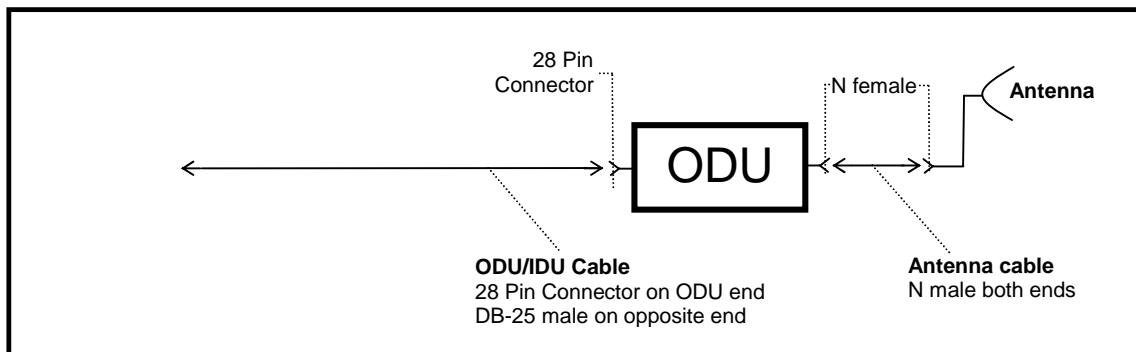 28 Pin
Connector
N female
Antenna
ODU
ODU/IDU Cable
28 Pin Connector on ODU end
DB-25 male on opposite end
Antenna cable
N male both ends